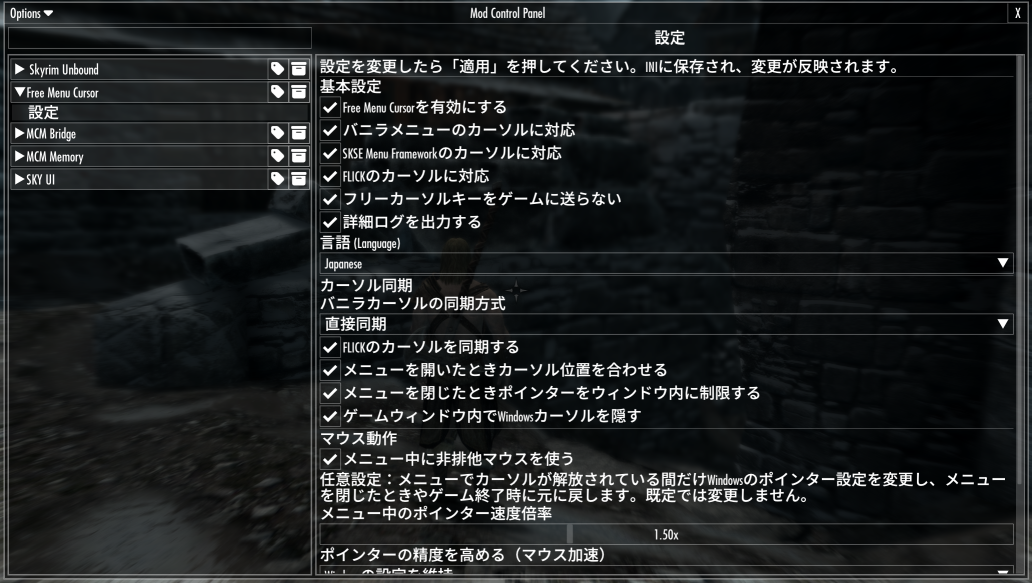 Options
Mod Control Panel
X
設定
Skyrim Unbound
Free Menu Cursor
設定
MCM Bridge
MCM Memory
SKY UI
設定を変更したら「適用」を押してください。INIに保存され、変更が反映されます。
基本設定
Free Menu Cursorを有効にする
バニラメニューのカーソルに対応
SKSE Menu Frameworkのカーソルに対応
FLICKのカーソルに対応
フリーカーソルキーをゲームに送らない
詳細ログを出力する
言語 (Language)
Japanese
カーソル同期
バニラカーソルの同期方式
直接同期
FLICKのカーソルを同期する
メニューを開いたときカーソル位置を合わせる
メニューを閉じたときポインターをウィンドウ内に制限する
ゲームウィンドウ内でWindowsカーソルを隠す
マウス動作
メニュー中に非排他マウスを使う
任意設定：メニューでカーソルが解放されている間だけWindowsのポインター設定を変更し、メニュー
を閉じたときやゲーム終了時に元に戻します。既定では変更しません。
メニュー中のポインター速度倍率
1.50x
ポインターの精度を高める（マウス加速）
Windowsの設定を維持